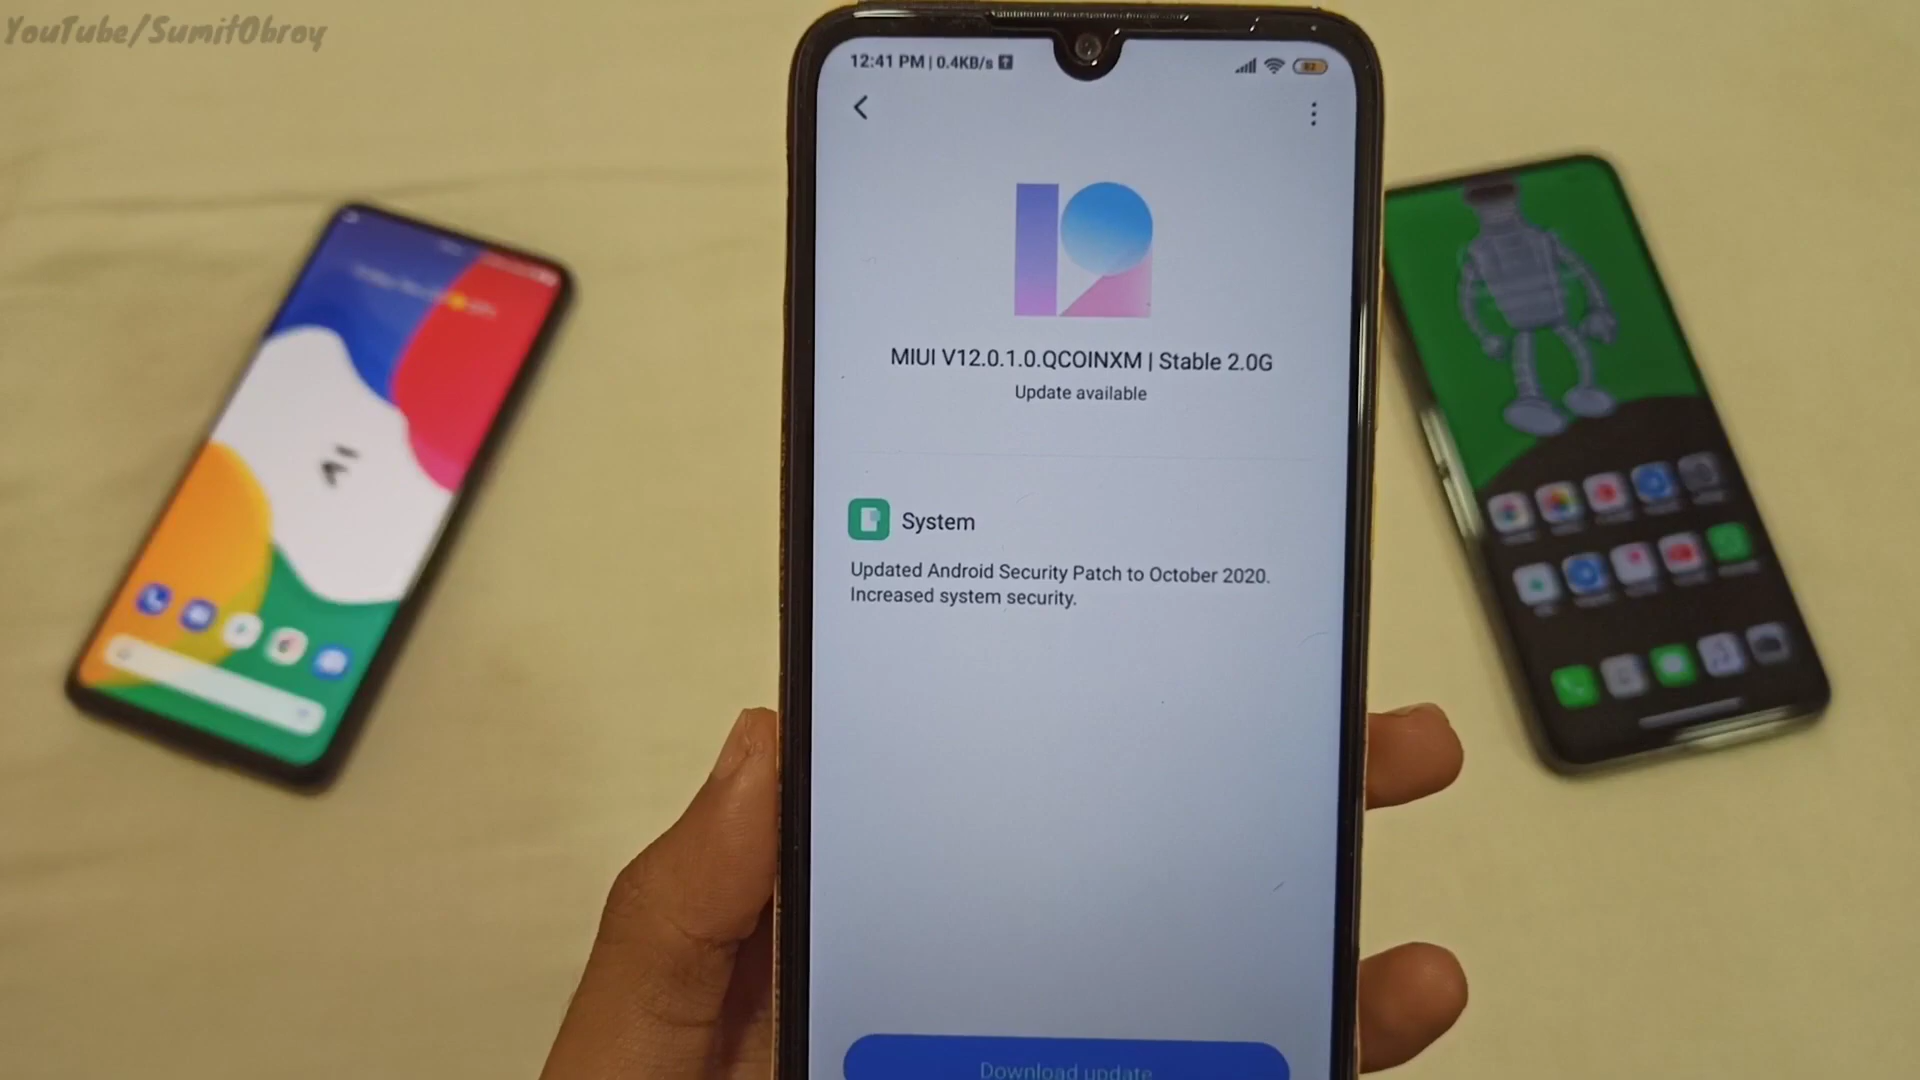 YouTube/SumitObroy
12:41 PM | 0.4KB/s
82
MIUI V12.0.1.0.QCOINXM | Stable 2.0G
Update available
System
Updated Android Security Patch to October 2020.
Increased system security.
Download update